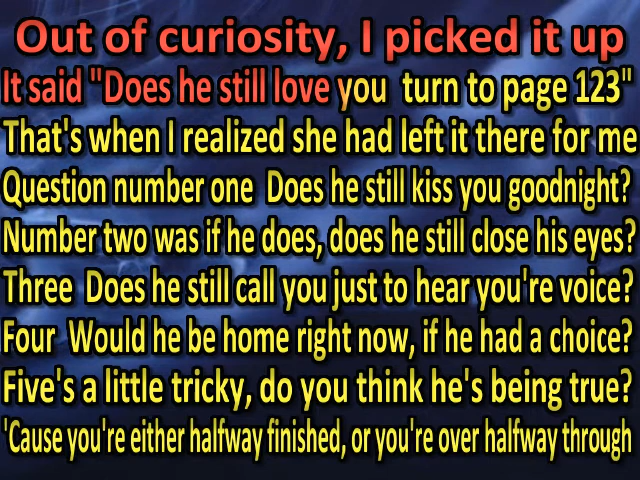 Out of curiosity, I picked it up
It said "Does he still love you turn to page 123"
That's when I realized she had left it there for me
Question number one Does he still kiss you goodnight?
Number two was if he does, does he still close his eyes?
Three Does he still call you just to hear you're voice?
Four Would he be home right now, if he had a choice?
Five's a little tricky, do you think he's being true?
'Cause you're either halfway finished, or you're over halfway through